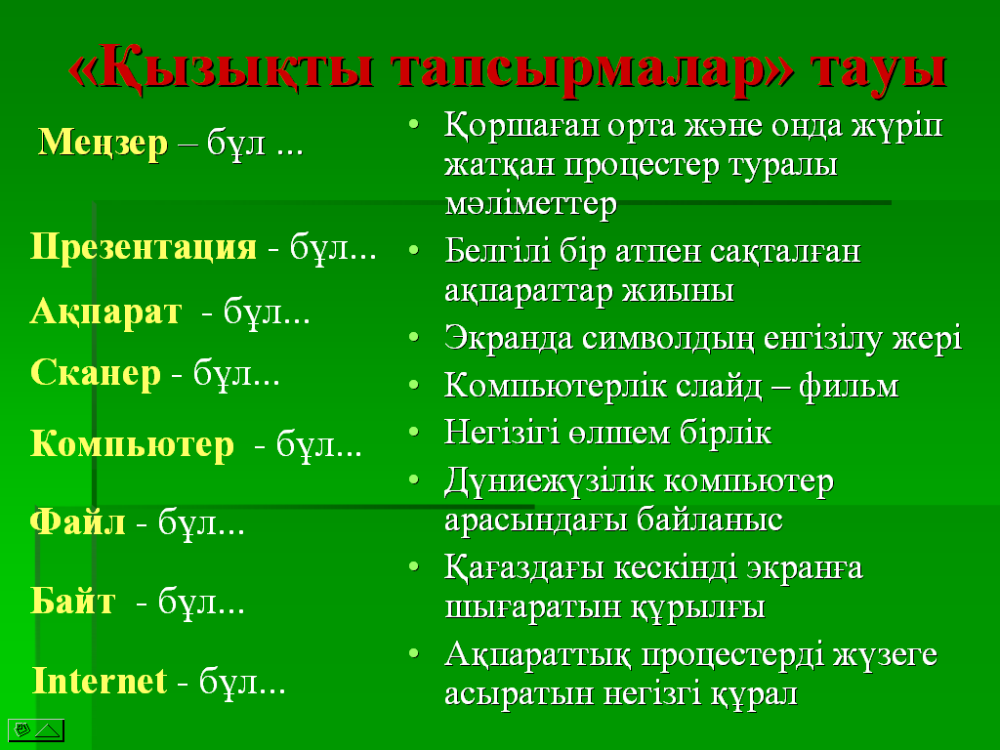 «Қызықты тапсырмалар» тауы
Меңзер – бұл ...
Презентация - бұл...
Ақпарат - бұл...
Сканер - бұл...
Компьютер - бұл...
Файл - бұл...
Байт - бұл...
Internet - бұл...
• Қоршаған орта және онда жүріп
жатқан процестер туралы
мәліметтер
• Белгілі бір атпен сақталған
ақпараттар жиыны
• Экранда символдың енгізілу жері
• Компьютерлік слайд – фильм
• Негізігі өлшем бірлік
• Дүниежүзілік компьютер
арасындағы байланыс
• Қағаздағы кескінді экранға
шығаратын құрылғы
• Ақпараттық процестерді жүзеге
асыратын негізгі құрал